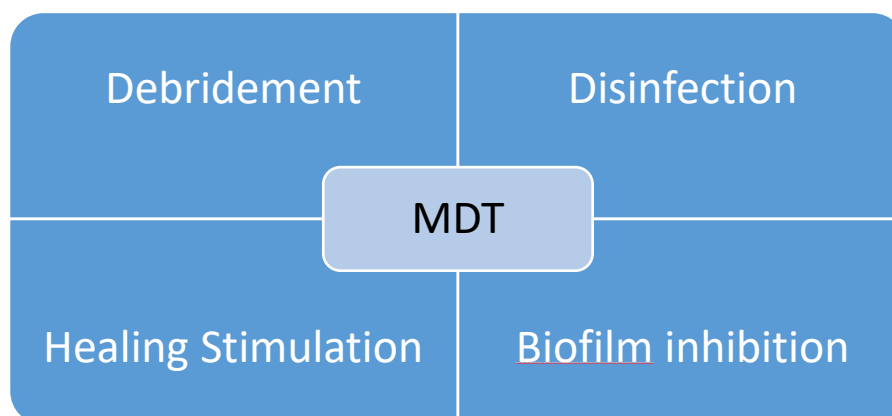 Debridement
Disinfection
MDT
Healing Stimulation
Biofilm inhibition